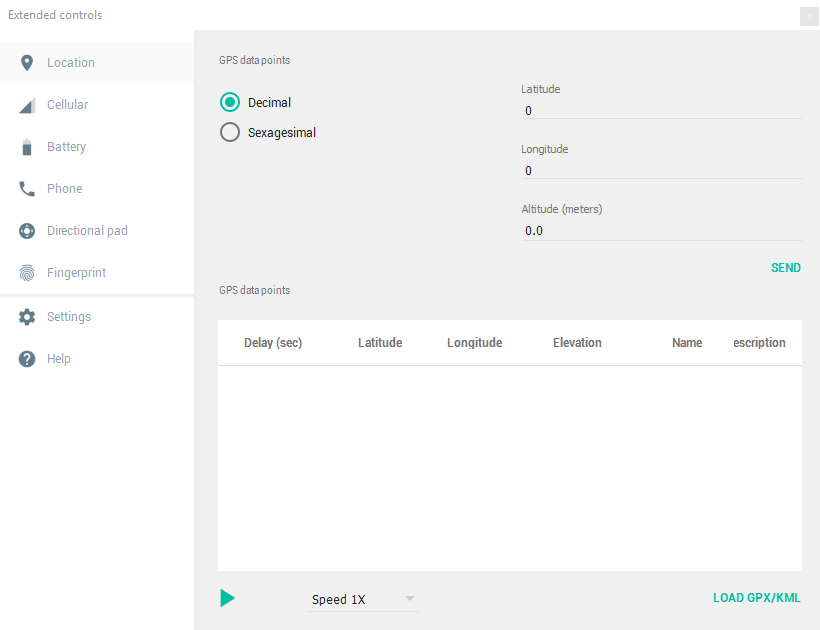 Extended controls
Location
Cellular
Battery
Phone
Directional pad
Fingerprint
Settings
Help
GPS data points
Decimal
Sexagesimal
Latitude
0
Longitude
0
Altitude (meters)
0.0
SEND
GPS data points
Delay (sec) Latitude Longitude Elevation Name escription
Speed 1X
LOAD GPX/KML